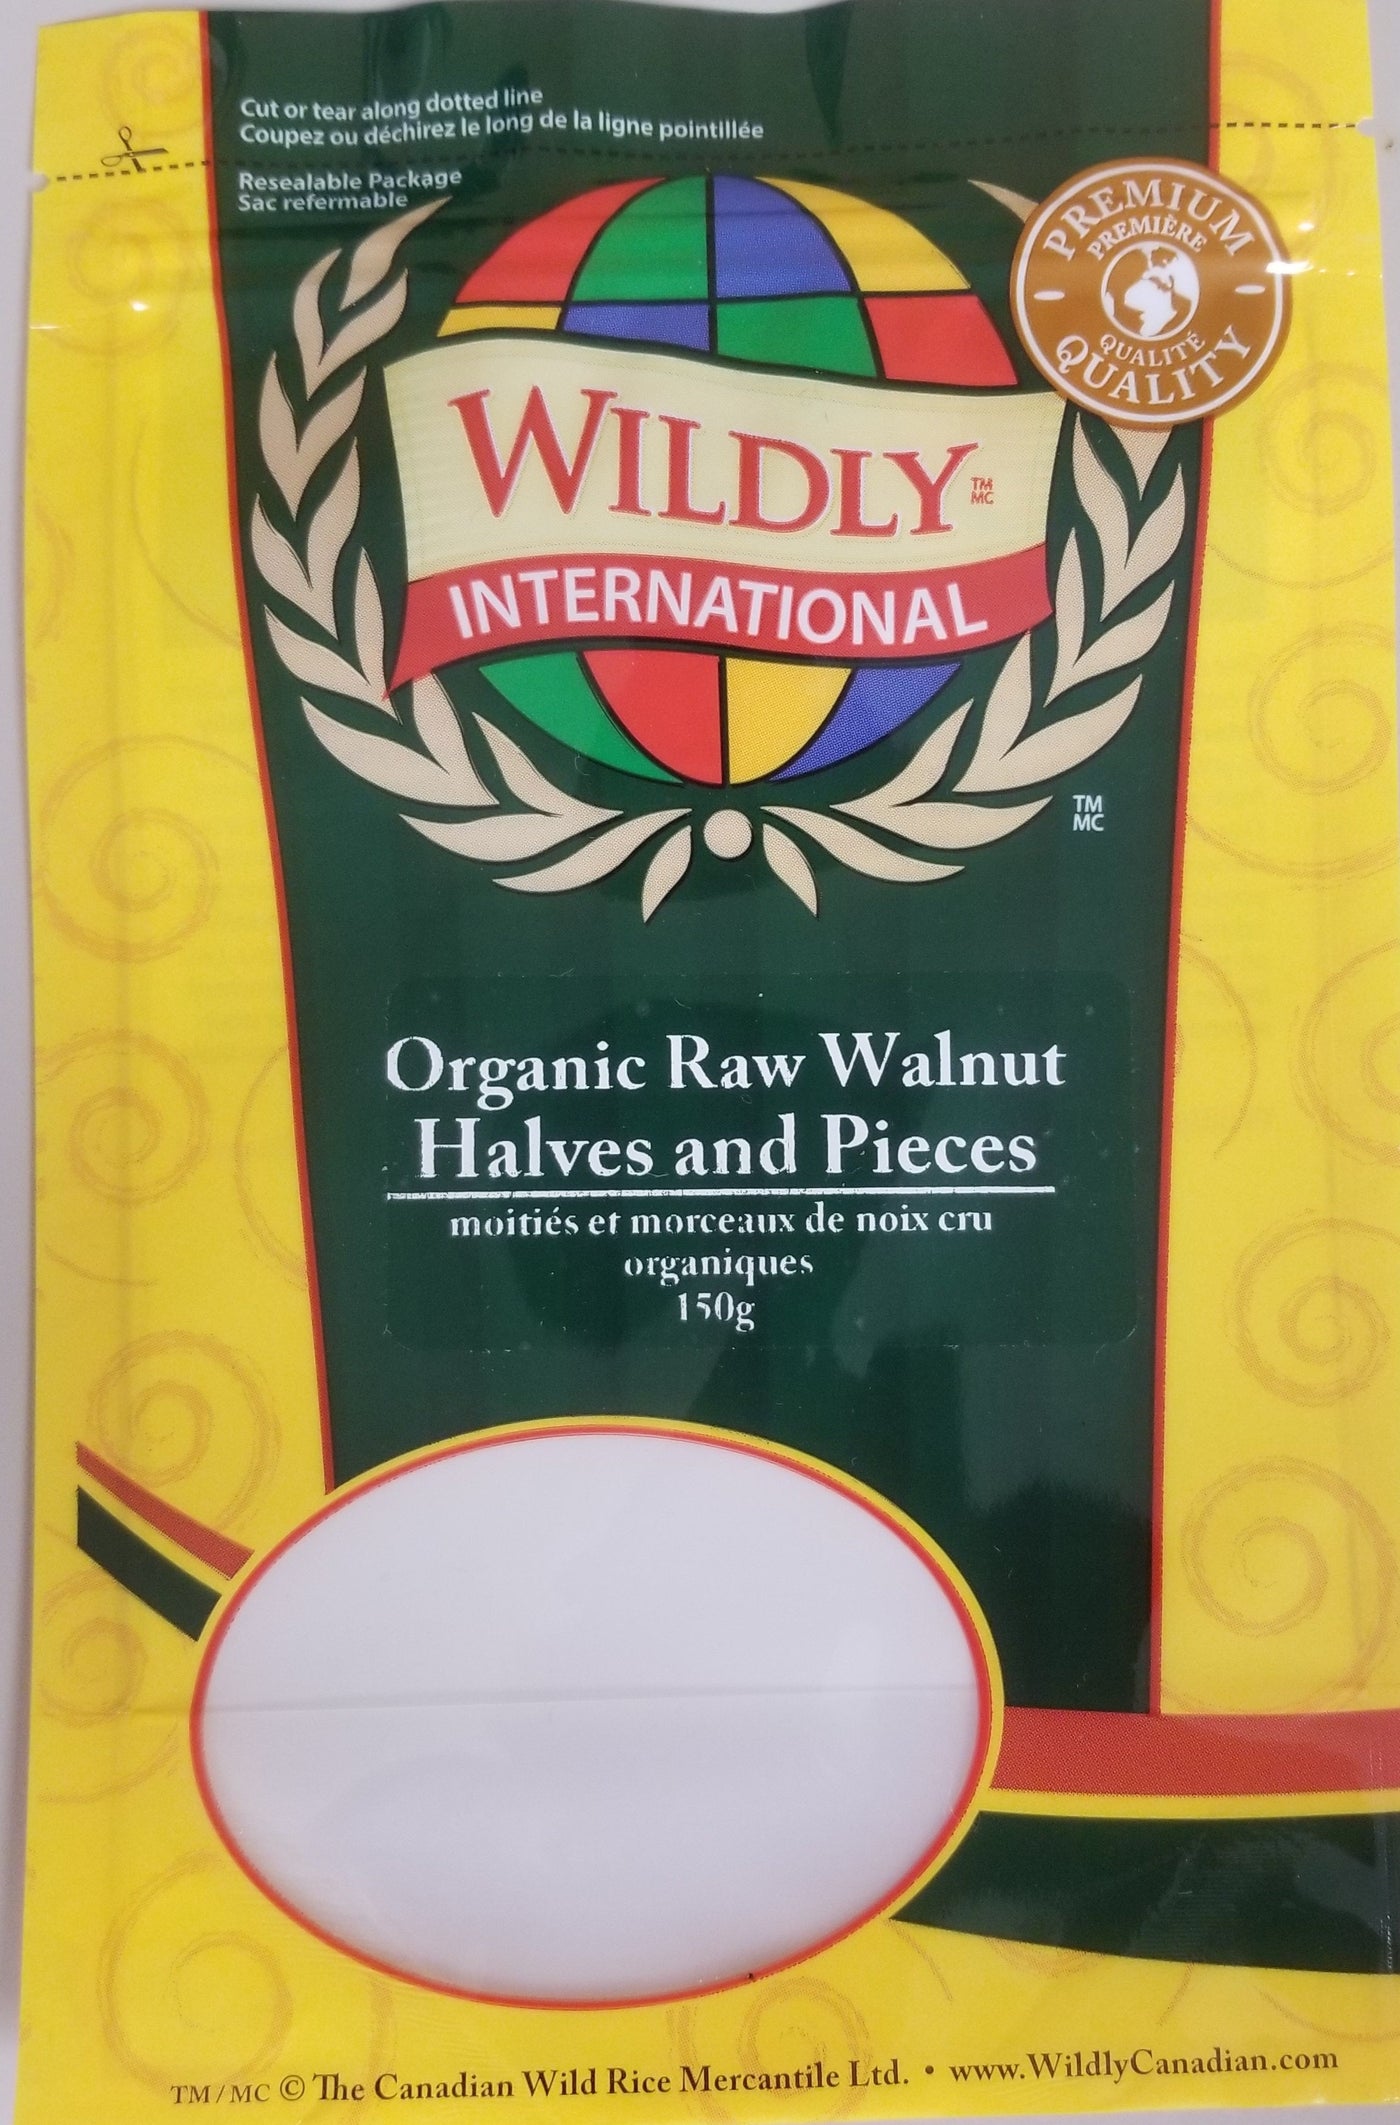 Cut or tear along dotted line
Coupez ou déchirez le long de la ligne pointillée
Resealable Package
Sac refermable
PREMIUM
PREMIÈRE
QUALITÉ
QUALITY
WILDLY TM
MC
INTERNATIONAL
TM
MC
Organic Raw Walnut
Halves and Pieces
moitiés et morceaux de noix cru
organiques
150g
TM/MC © The Canadian Wild Rice Mercantile Ltd. • www.WildlyCanadian.com